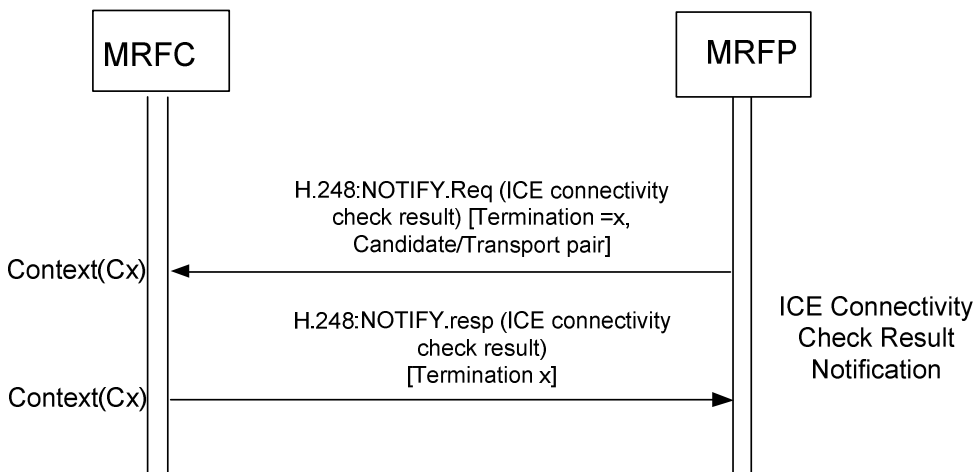 MRFC
MRFP
H.248:NOTIFY.Req (ICE connectivity
check result) [Termination =x,
Candidate/Transport pair]
Context(Cx)
H.248:NOTIFY.resp (ICE connectivity
check result)
[Termination x]
Context(Cx)
ICE Connectivity
Check Result
Notification